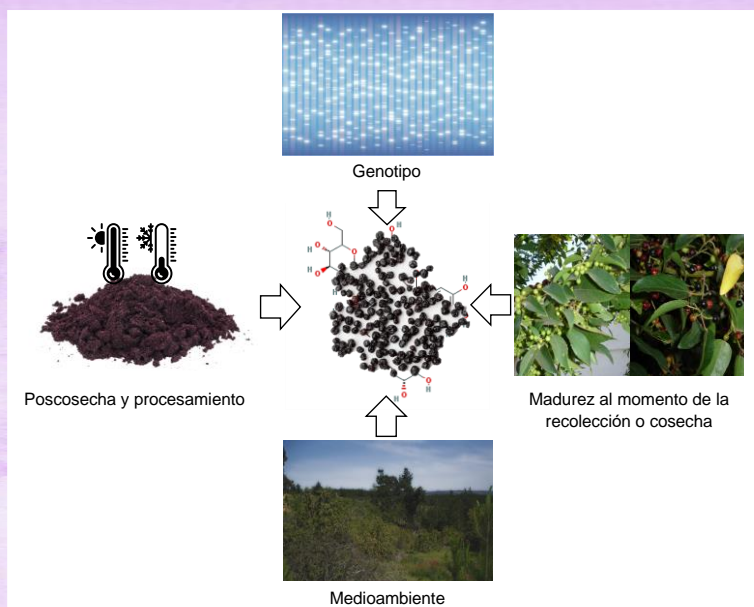 Genotipo
Poscosecha y procesamiento
Madurez al momento de la
recolección o cosecha
Medioambiente
H
O
H
O
H
O
H
O
O
H
O
H
H
O
H
O
H